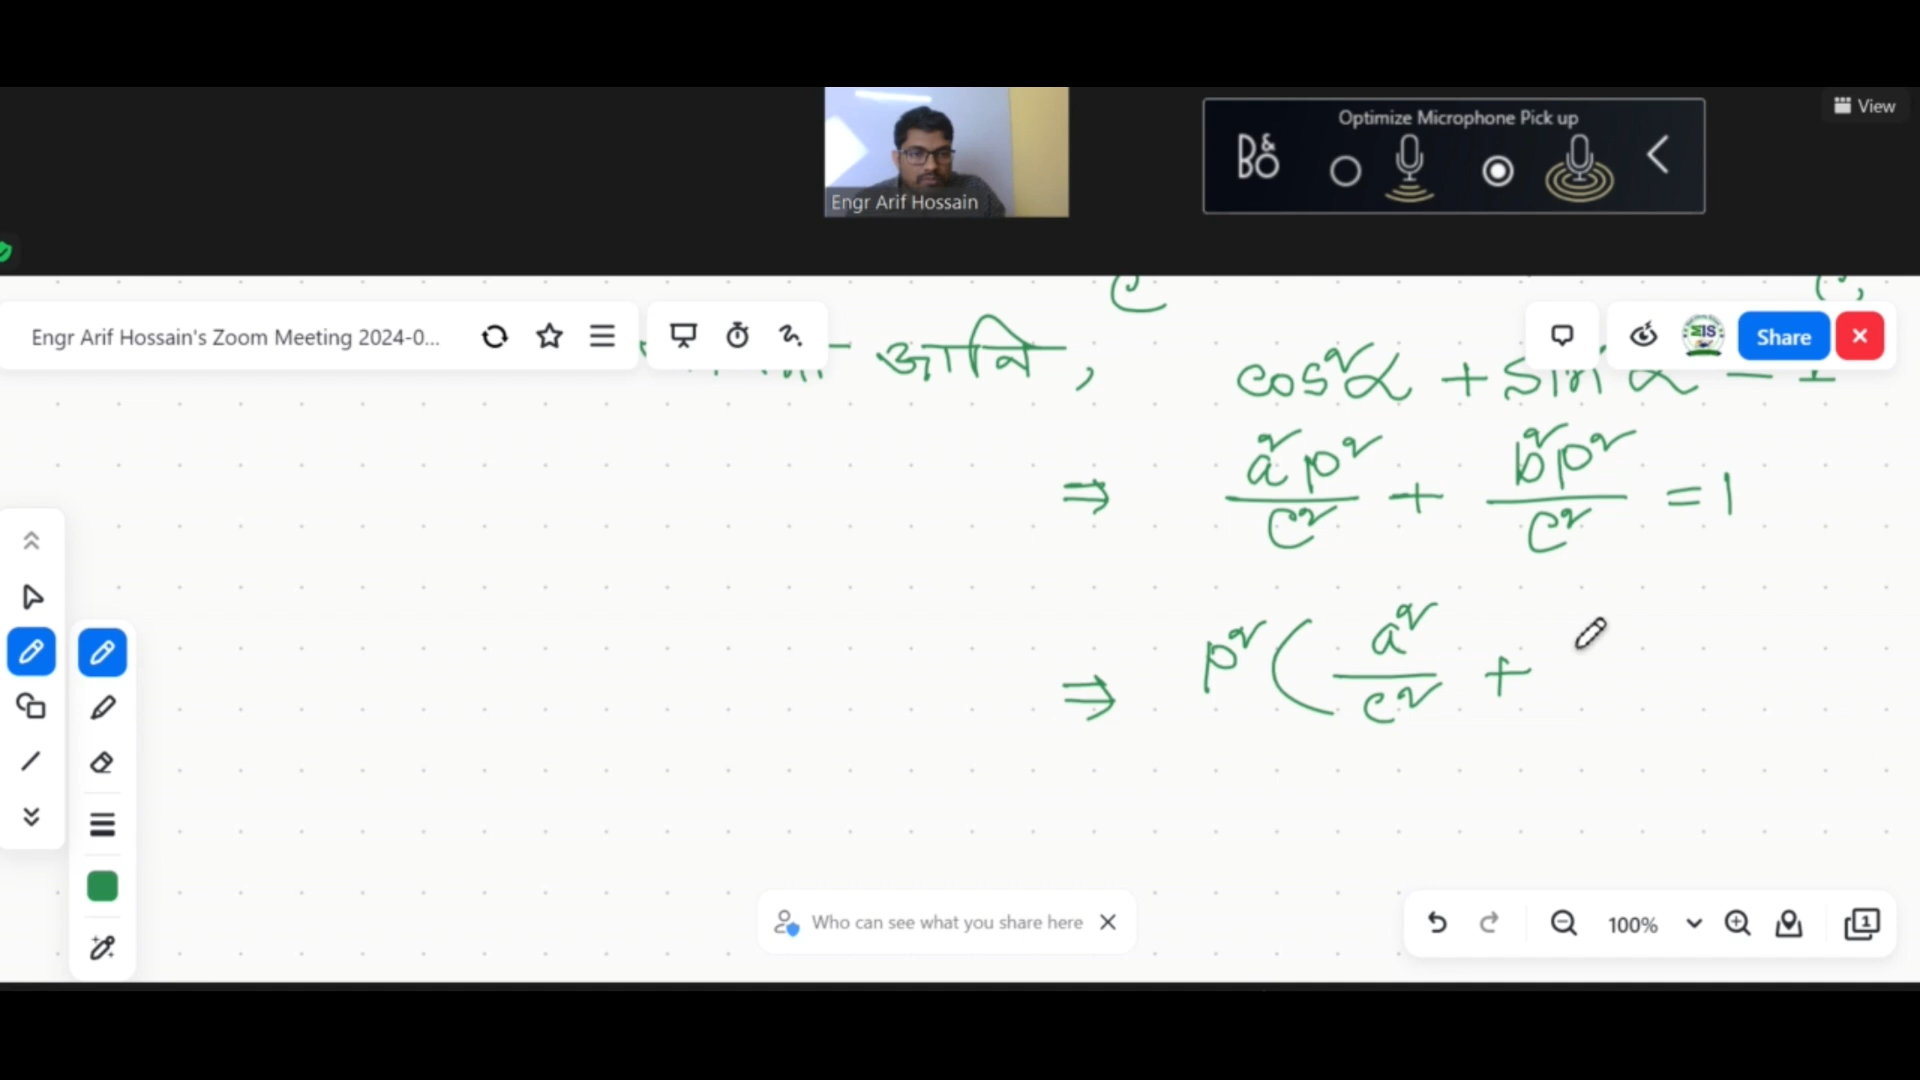 Optimize Microphone Pick up
View
B&O
Engr Arif Hossain
Engr Arif Hossain's Zoom Meeting 2024-0...
Share
c
জানি, cos²α + sin²α = 1
⇒ a²p²/c² + b²p²/c² = 1
⇒ p²( a²/c² +
Who can see what you share here
100%
1